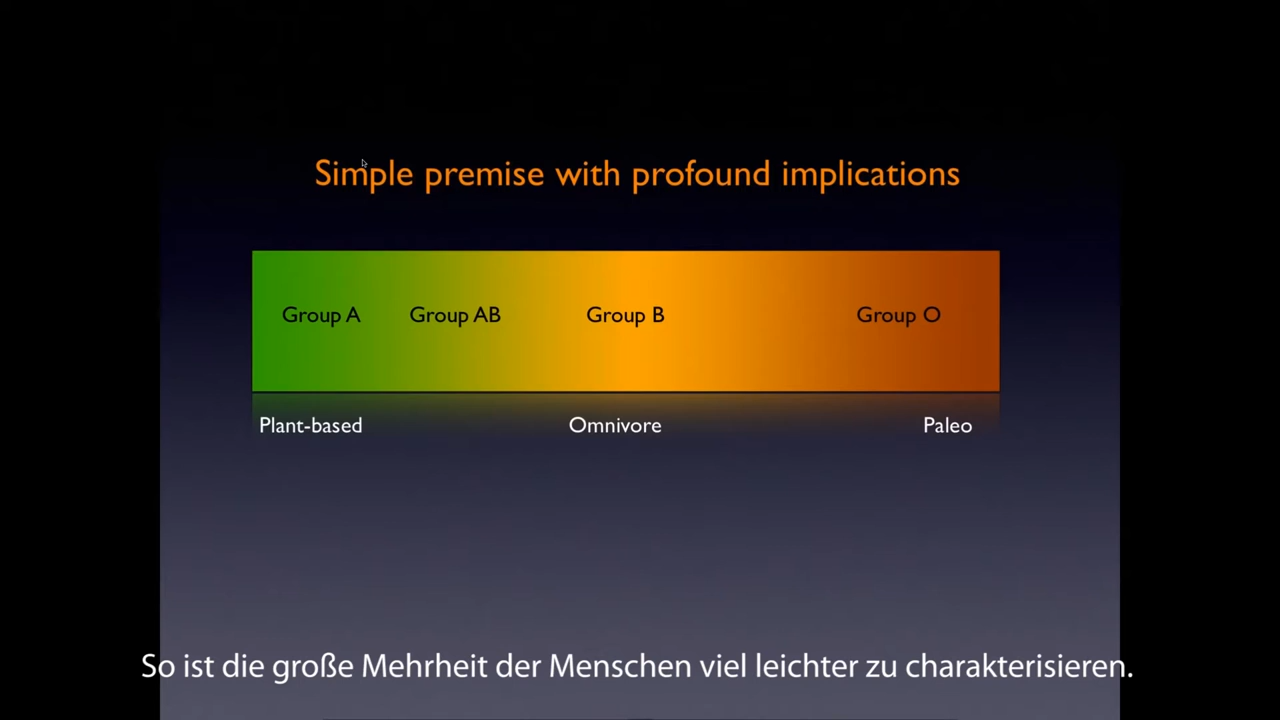 Simple premise with profound implications
Group A Group AB Group B Group O
Plant-based Omnivore Paleo
So ist die große Mehrheit der Menschen viel leichter zu charakterisieren.